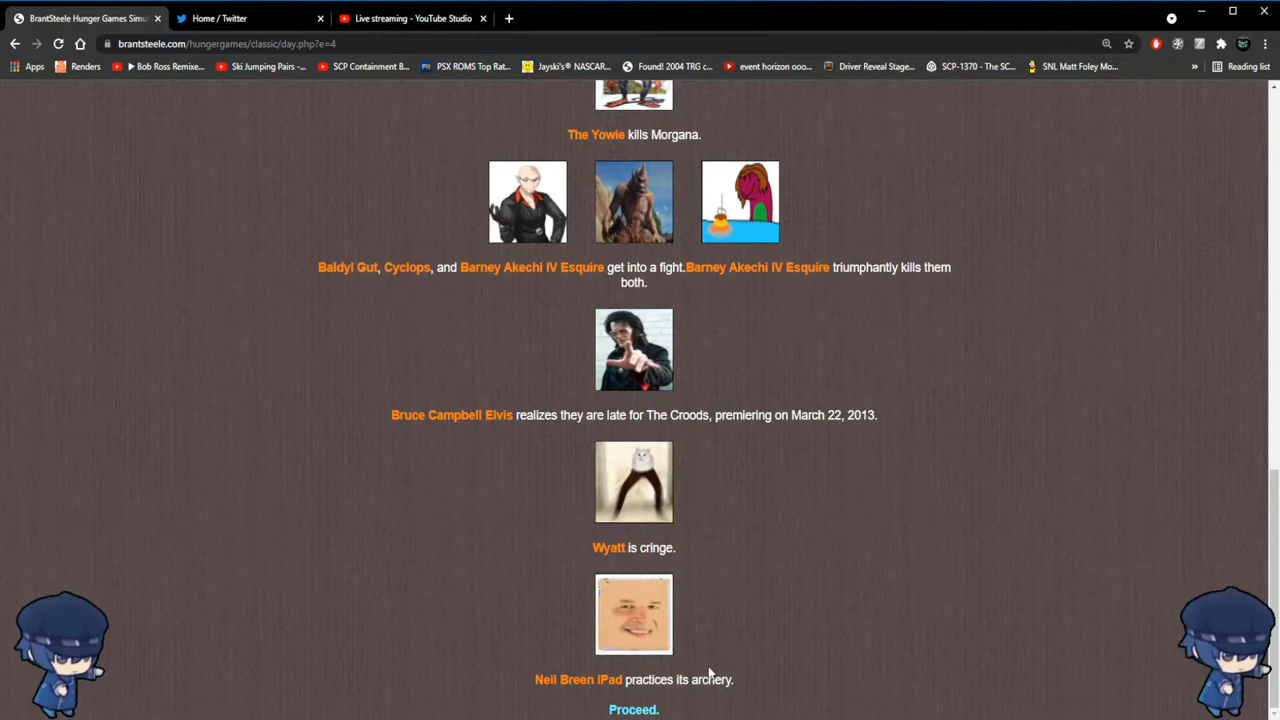 BrantSteele Hunger Games Simu
Home / Twitter
Live streaming - YouTube Studio
brantsteele.com/hungergames/classic/day.php?e=4
Apps
Renders
Bob Ross Remixe...
Ski Jumping Pairs -...
SCP Containment B...
PSX ROMS Top Rat...
Jayski's® NASCAR...
Found! 2004 TRG c...
event horizon ooo...
Driver Reveal Stage...
SCP-1370 - The SC...
SNL Matt Foley Mo...
»
Reading list
The Yowie kills Morgana.
Baldyl Gut, Cyclops, and Barney Akechi IV Esquire get into a fight.Barney Akechi IV Esquire triumphantly kills them
both.
Bruce Campbell Elvis realizes they are late for The Croods, premiering on March 22, 2013.
Wyatt is cringe.
Neil Breen iPad practices its archery.
Proceed.